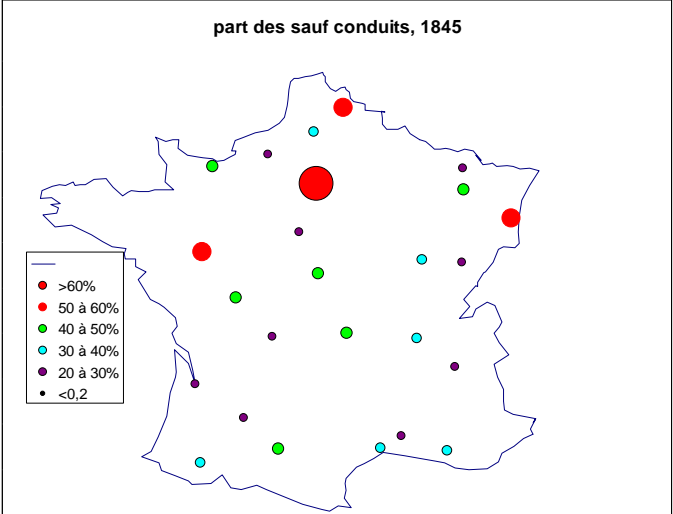 part des sauf conduits, 1845
>60%
50 à 60%
40 à 50%
30 à 40%
20 à 30%
<0,2